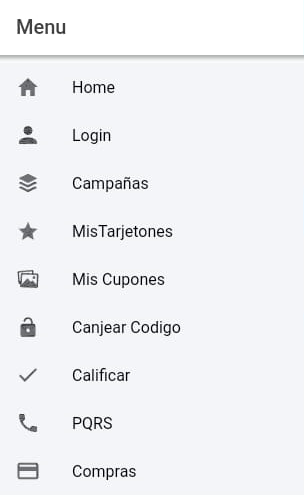 Menu
Home
Login
Campañas
MisTarjetones
Mis Cupones
Canjear Codigo
Calificar
PQRS
Compras